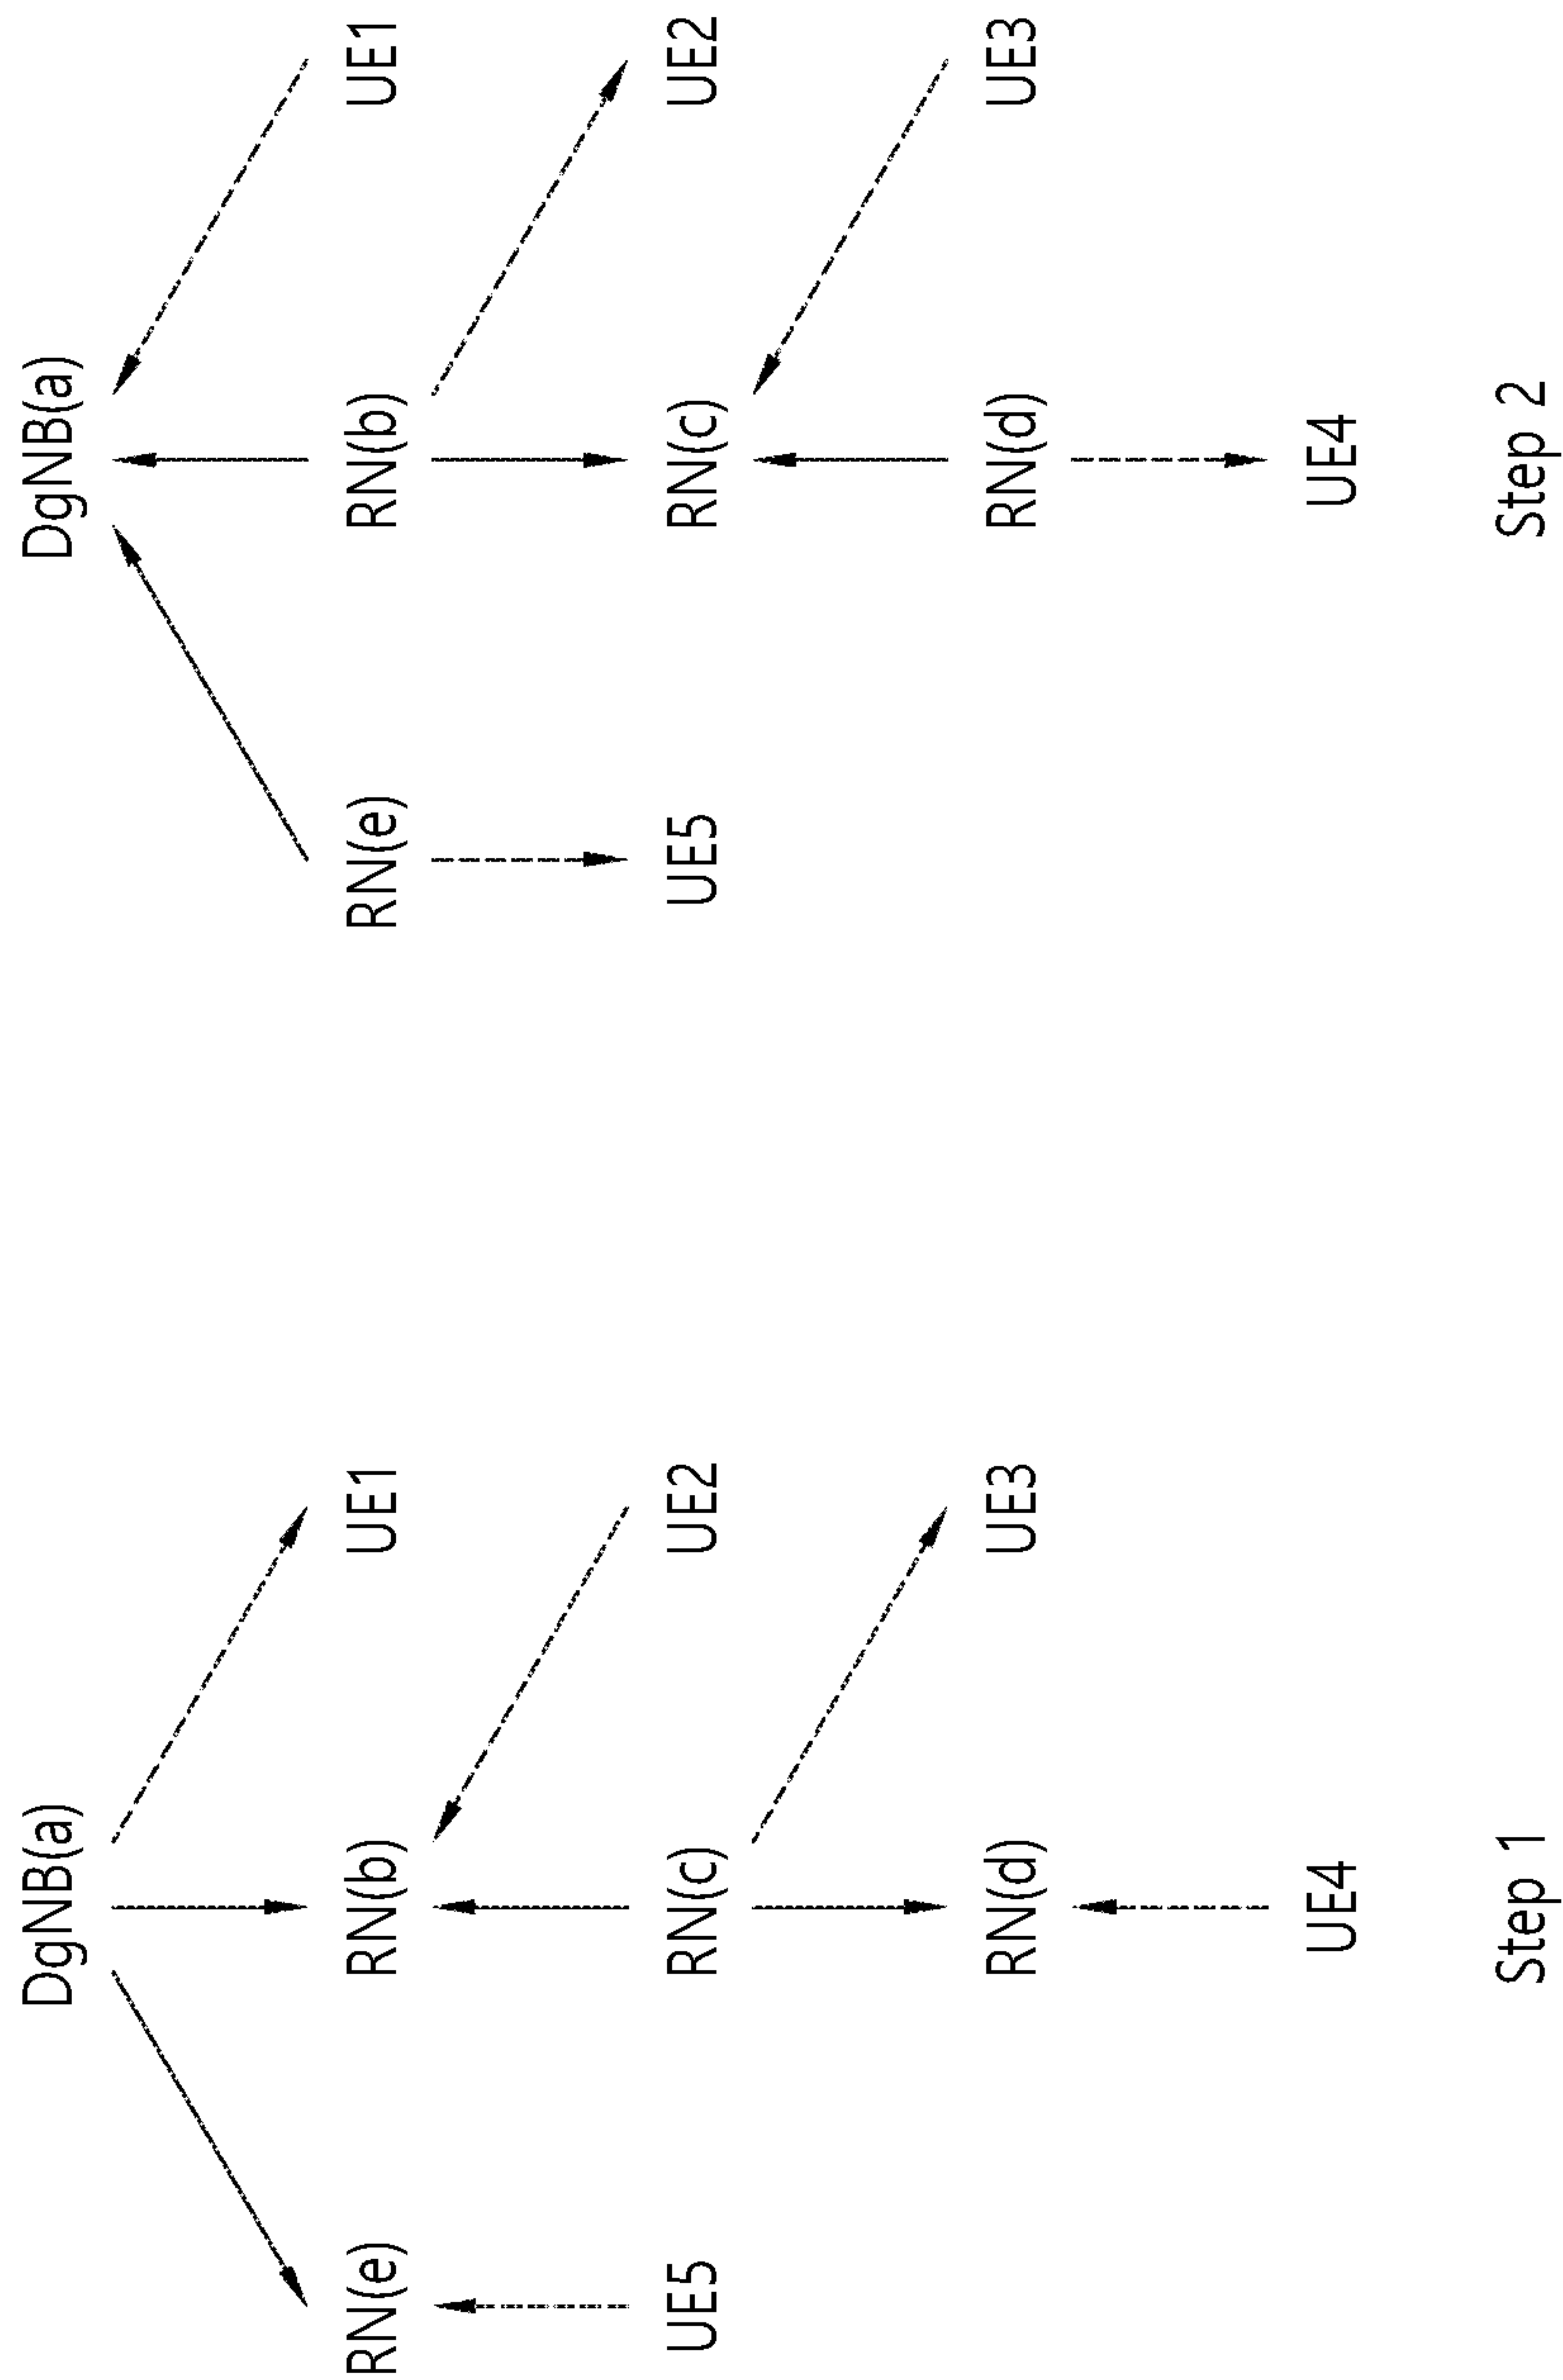 DgNB(a)
RN(e)
RN(b)
UE1
UE5
RN(c)
UE2
RN(d)
UE3
UE4
Step 1
DgNB(a)
RN(e)
RN(b)
UE1
UE5
RN(c)
UE2
RN(d)
UE3
UE4
Step 2